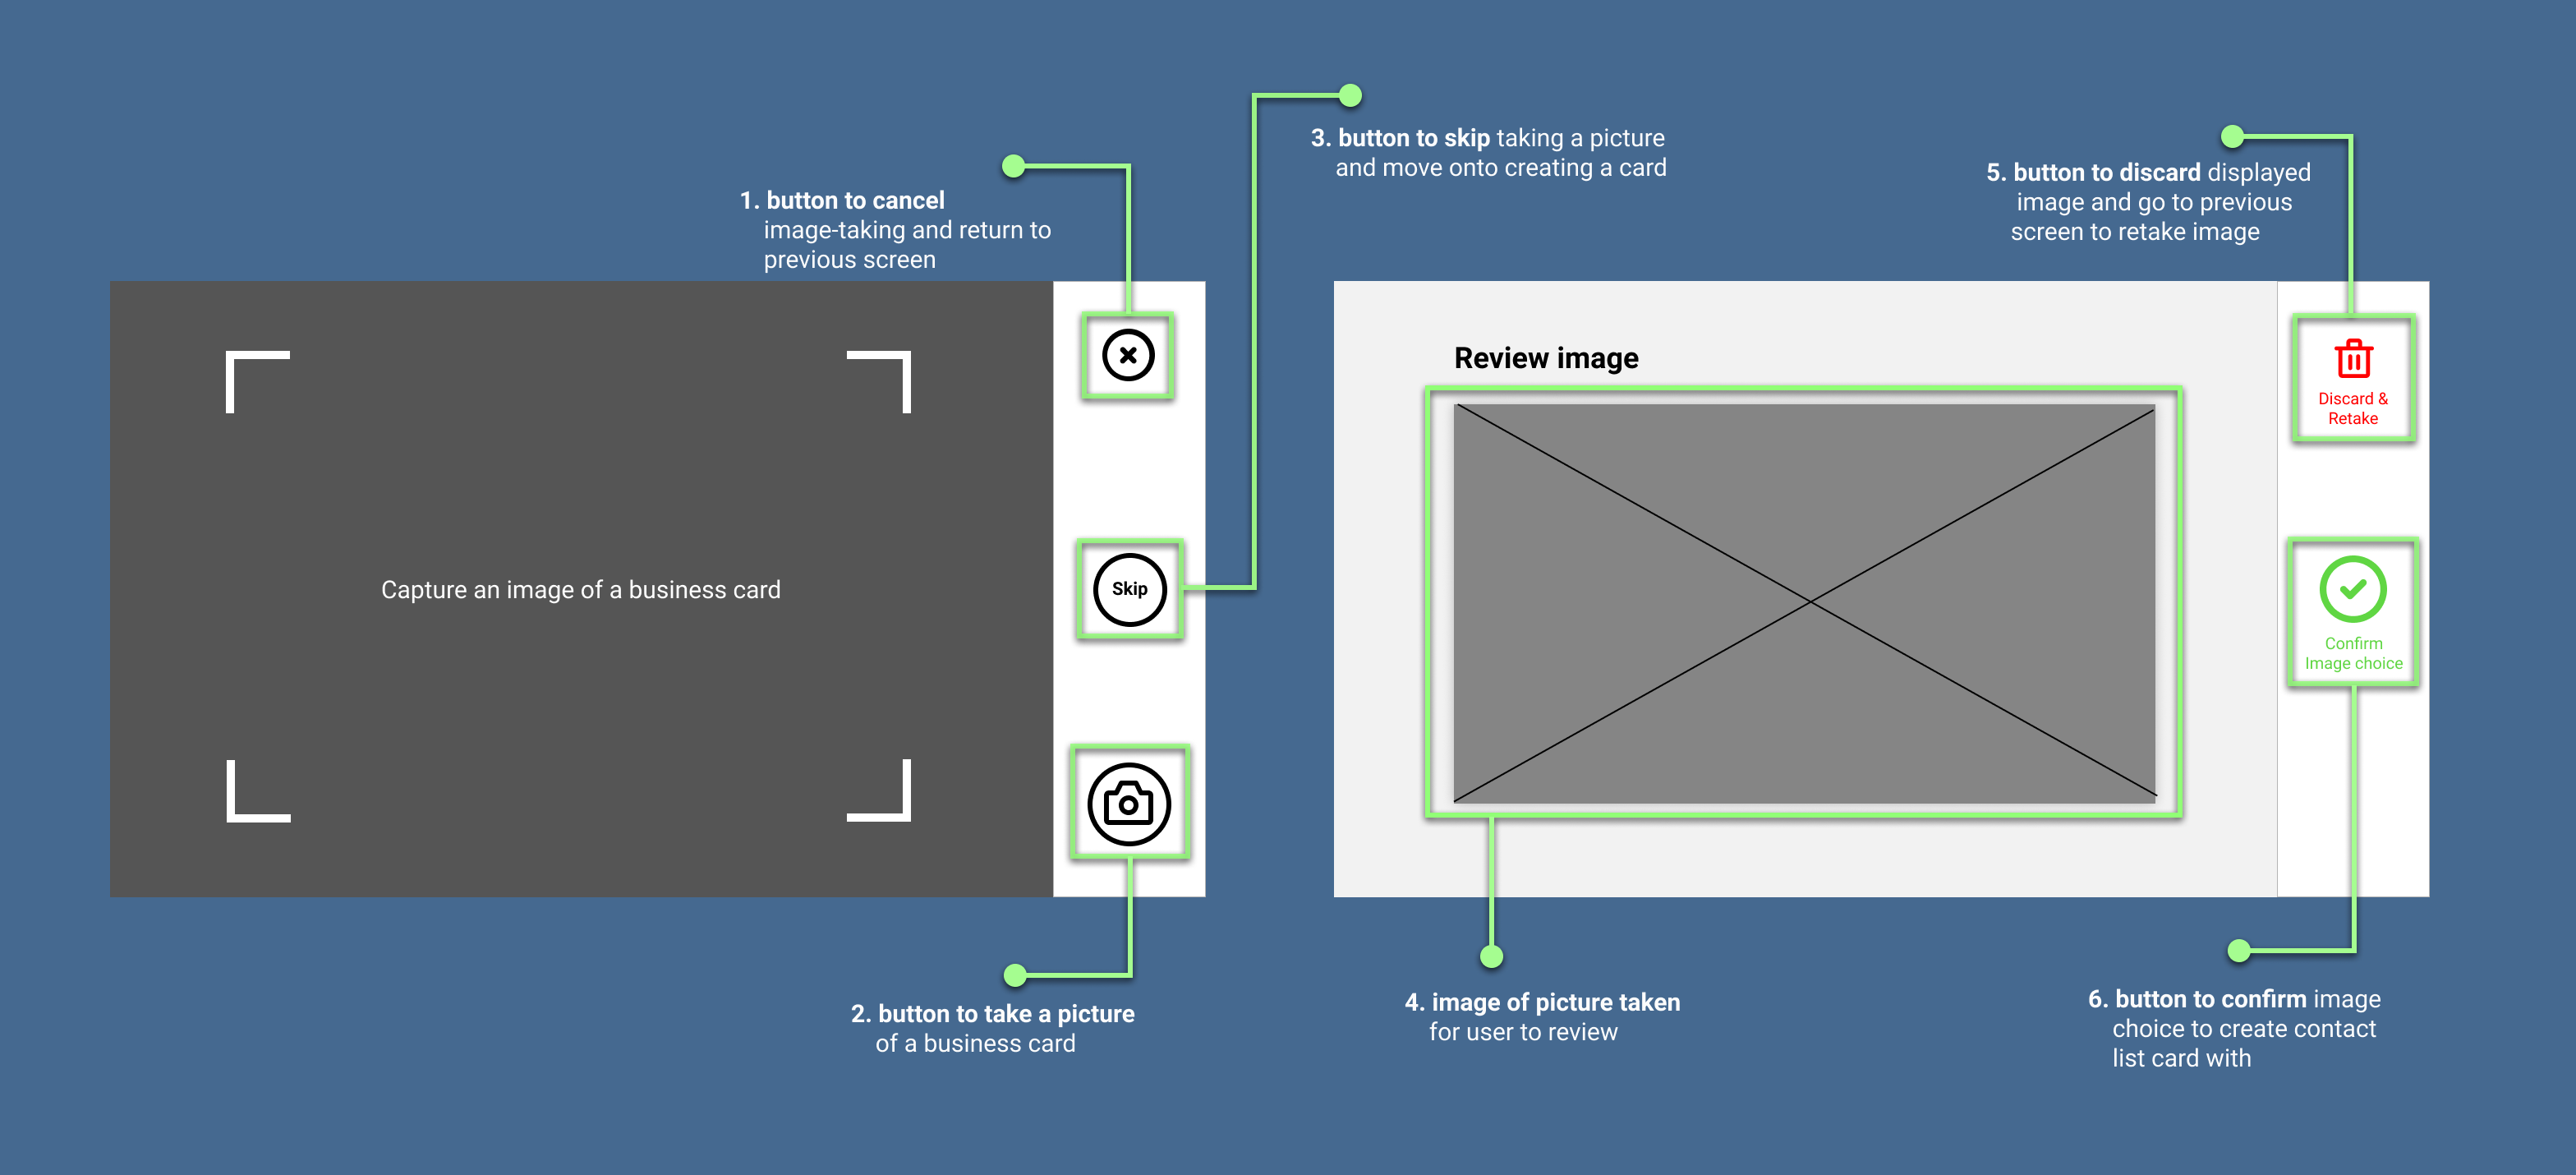 1. button to cancel
image-taking and return to
previous screen
3. button to skip taking a picture
and move onto creating a card
5. button to discard displayed
image and go to previous
screen to retake image
Capture an image of a business card
Skip
Review image
Discard &
Retake
Confirm
Image choice
2. button to take a picture
of a business card
4. image of picture taken
for user to review
6. button to confirm image
choice to create contact
list card with